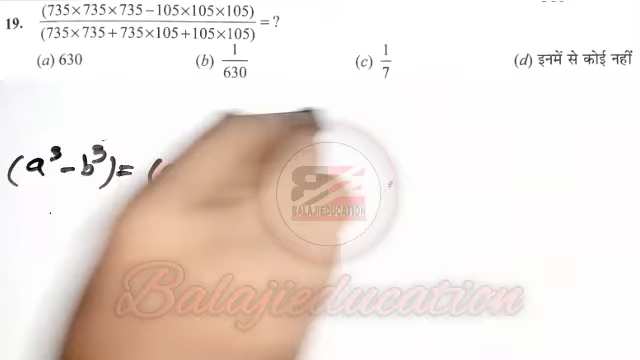 19. (735×735×735−105×105×105) / (735×735+735×105+105×105) = ?
(a) 630 (b) 1/630 (c) 1/7 (d) इनमें से कोई नहीं
(a³-b³)= (
BALAJIEDUCATION
Balajieducation